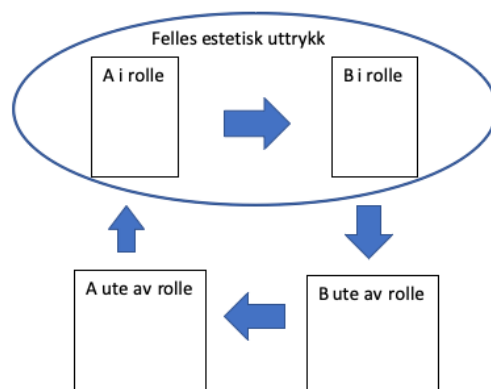 Felles estetisk uttrykk
A i rolle
B i rolle
A ute av rolle
B ute av rolle